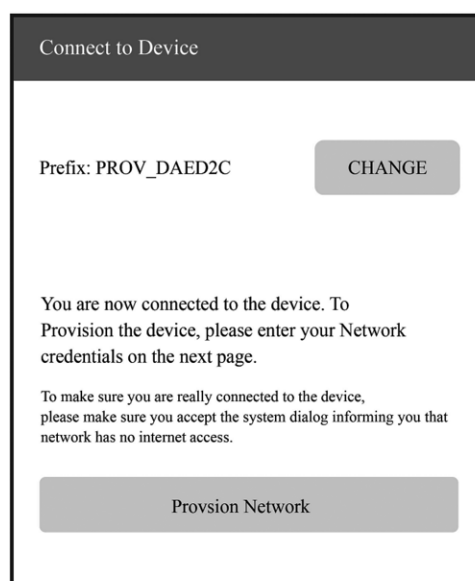 Connect to Device
Prefix: PROV_DAED2C
CHANGE
You are now connected to the device. To
Provision the device, please enter your Network
credentials on the next page.
To make sure you are really connected to the device,
please make sure you accept the system dialog informing you that
network has no internet access.
Provsion Network